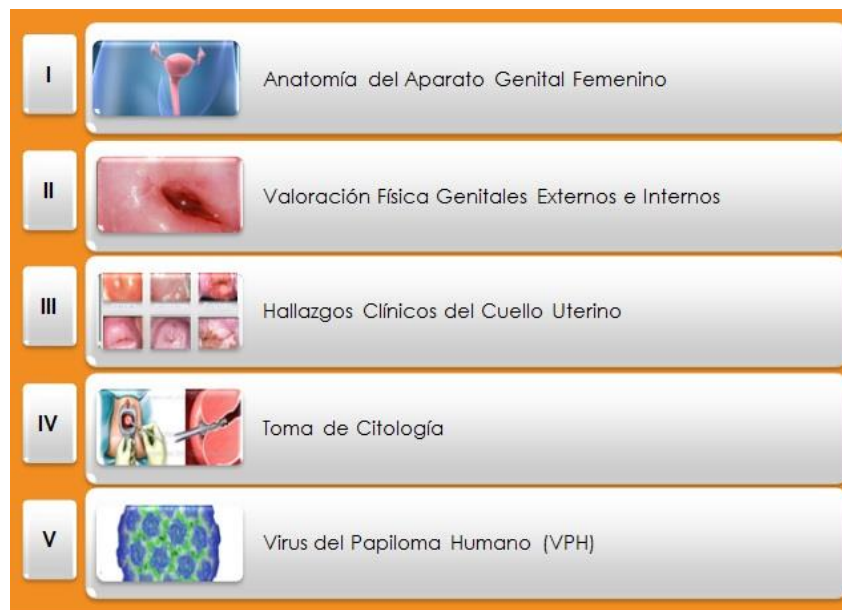 I
Anatomía del Aparato Genital Femenino
II
Valoración Física Genitales Externos e Internos
III
Hallazgos Clínicos del Cuello Uterino
IV
Toma de Citología
V
Virus del Papiloma Humano (VPH)